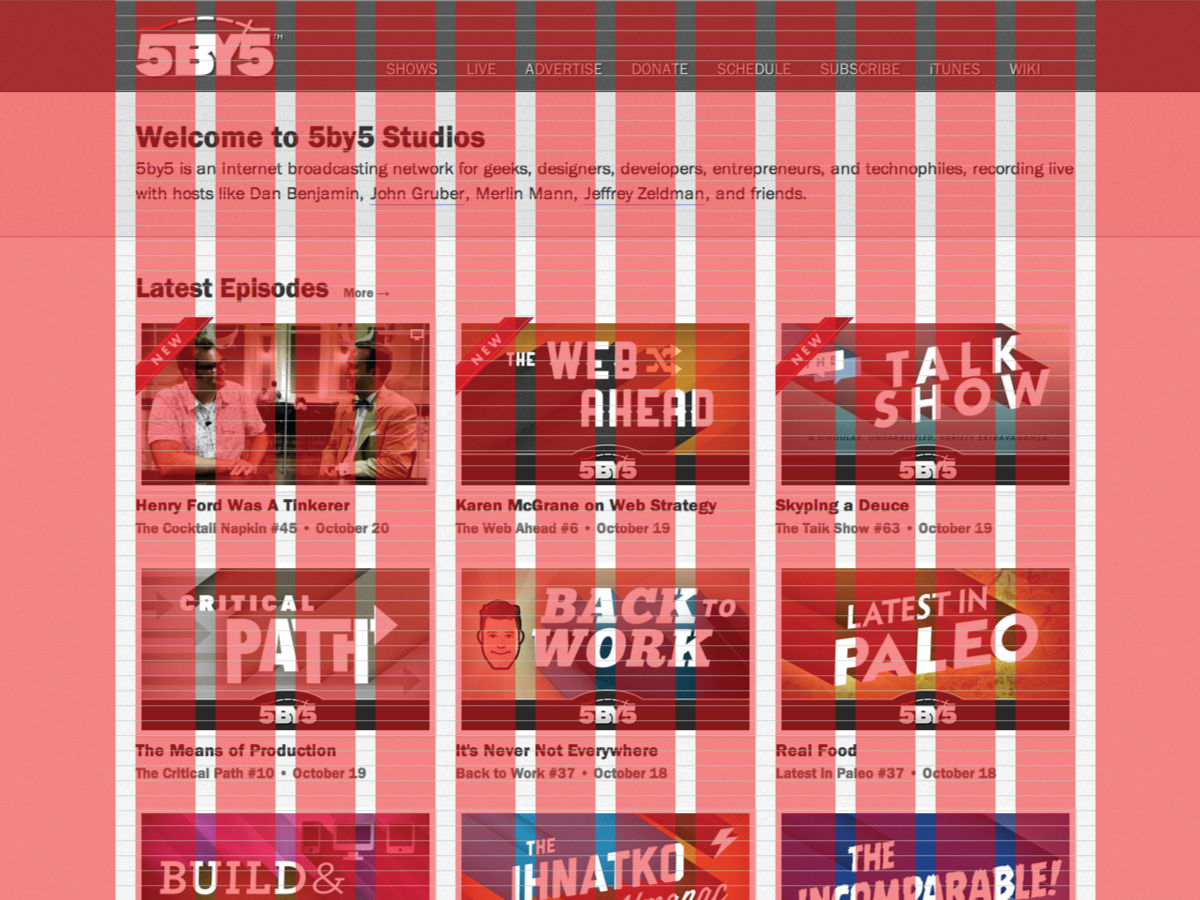 5BY5™
SHOWS LIVE ADVERTISE DONATE SCHEDULE SUBSCRIBE iTUNES WIKI
Welcome to 5by5 Studios
5by5 is an Internet broadcasting network for geeks, designers, developers, entrepreneurs, and technophiles, recording live
with hosts like Dan Benjamin, John Gruber, Merlin Mann, Jeffrey Zeldman, and friends.
Latest Episodes More →
NEW
NEW
THE WEB
AHEAD
5BY5
NEW
THE
TALK
SHOW
A SINGULAR, UNPARALLELED, VARIETY EXTRAVAGANZA.
5BY5
Henry Ford Was A Tinkerer
The Cocktail Napkin #45 • October 20
Karen McGrane on Web Strategy
The Web Ahead #6 • October 19
Skyping a Deuce
The Talk Show #63 • October 19
CRITICAL
PATH
5BY5
BACK TO
WORK
5BY5
LATEST IN
PALEO
5BY5
The Means of Production
The Critical Path #10 • October 19
It's Never Not Everywhere
Back to Work #37 • October 18
Real Food
Latest In Paleo #37 • October 18
BUILD &
THE
IHNATKO
Almanac
THE
INCOMPARABLE!